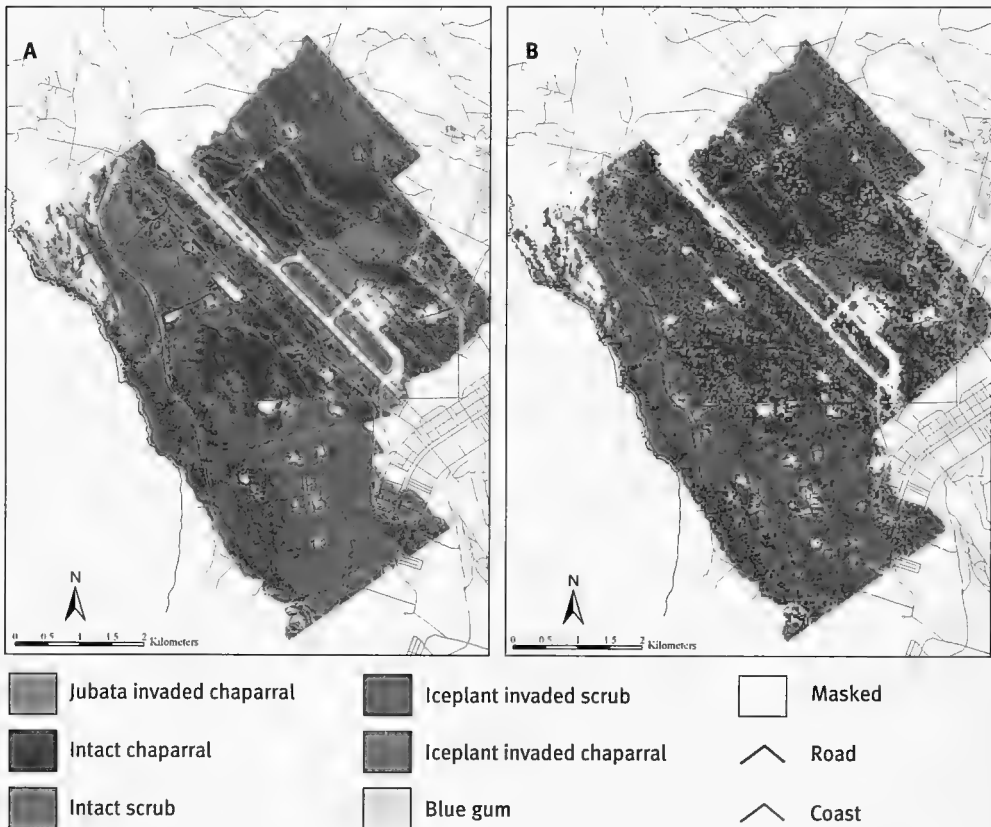 A
B
N
0 0.5 1 1.5 2 Kilometers
N
0 0.5 1 1.5 2 Kilometers
Jubata invaded chaparral
Intact chaparral
Intact scrub
Iceplant invaded scrub
Iceplant invaded chaparral
Blue gum
Masked
Road
Coast